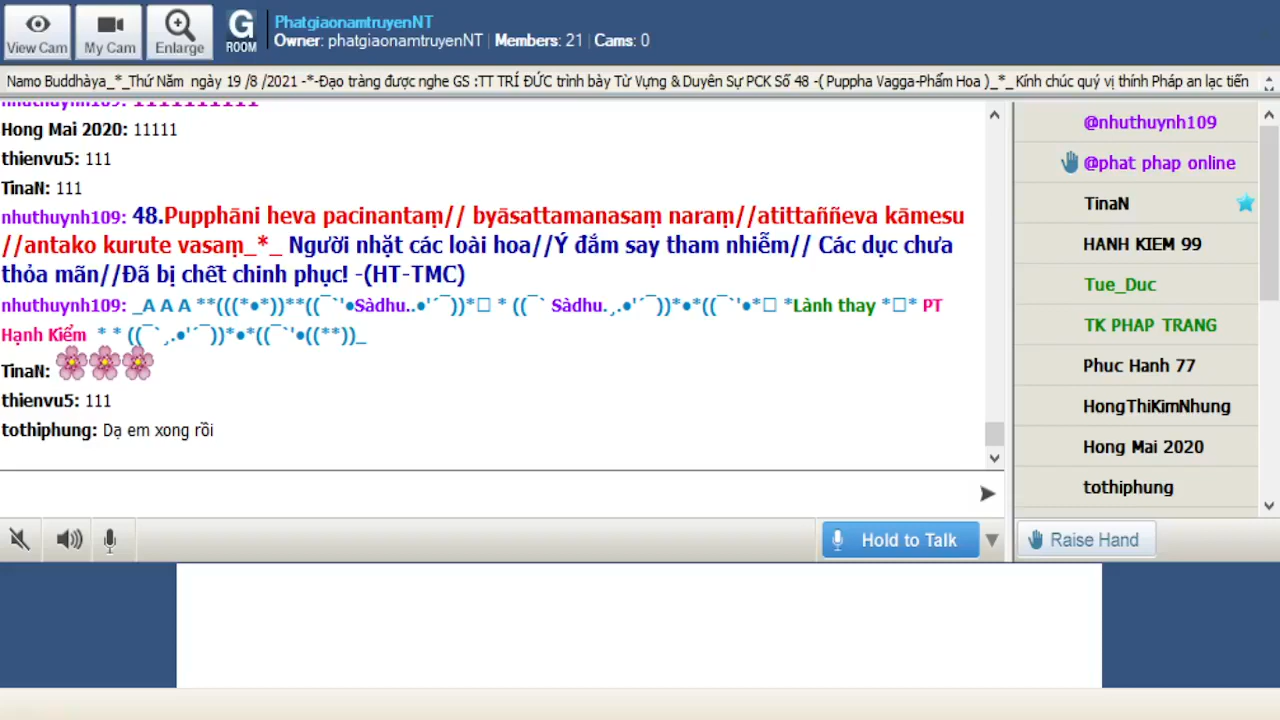 View Cam
My Cam
Enlarge
G
ROOM
PhatgiaonamtruyenNT
Owner: phatgiaonamtruyenNT | Members: 21 | Cams: 0
Namo Buddhàya_*_Thứ Năm ngày 19 /8 /2021 -*-Đạo tràng được nghe GS :TT TRÍ ĐỨC trình bày Từ Vựng & Duyên Sự PCK Số 48 -( Puppha Vagga-Phẩm Hoa )_*_Kính chúc quý vị thính Pháp an lạc tiến
nhuthuynh109: 11111111111
Hong Mai 2020: 11111
thienvu5: 111
TinaN: 111
nhuthuynh109: 48.Pupphāni heva pacinantaṃ// byāsattamanasaṃ naraṃ//atittaññeva kāmesu
//antako kurute vasaṃ_*_ Người nhặt các loài hoa//Ý đắm say tham nhiễm// Các dục chưa
thỏa mãn//Đã bị chết chinh phục! -(HT-TMC)
nhuthuynh109: _A A A **(((*•*))**((¯`'•Sàdhu..•'´¯))*•□ * ((¯` Sàdhu.¸.•'´¯))*•*((¯`'•*□ *Lành thay *□* PT
Hạnh Kiểm * * ((¯`¸.•'´¯))*•*((¯`'•((**))_
TinaN:
thienvu5: 111
tothiphung: Dạ em xong rồi
@nhuthuynh109
@phat phap online
TinaN
HANH KIEM 99
Tue_Duc
TK PHAP TRANG
Phuc Hanh 77
HongThiKimNhung
Hong Mai 2020
tothiphung
Hold to Talk
Raise Hand